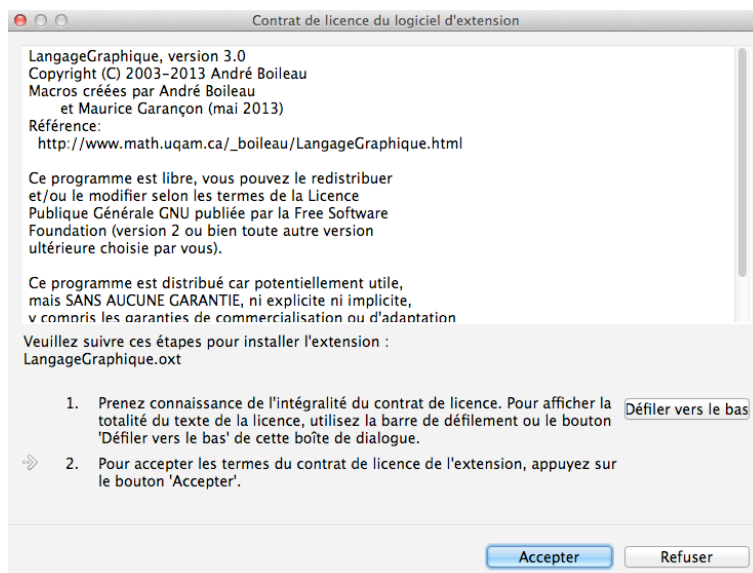 Contrat de licence du logiciel d'extension
LangageGraphique, version 3.0
Copyright (C) 2003-2013 André Boileau
Macros créées par André Boileau
et Maurice Garançon (mai 2013)
Référence:
http://www.math.uqam.ca/_boileau/LangageGraphique.html
Ce programme est libre, vous pouvez le redistribuer
et/ou le modifier selon les termes de la Licence
Publique Générale GNU publiée par la Free Software
Foundation (version 2 ou bien toute autre version
ultérieure choisie par vous).
Ce programme est distribué car potentiellement utile,
mais SANS AUCUNE GARANTIE, ni explicite ni implicite,
y compris les garanties de commercialisation ou d'adaptation
Veuillez suivre ces étapes pour installer l'extension :
LangageGraphique.oxt
1. Prenez connaissance de l'intégralité du contrat de licence. Pour afficher la
totalité du texte de la licence, utilisez la barre de défilement ou le bouton
'Défiler vers le bas' de cette boîte de dialogue.
Défiler vers le bas
2. Pour accepter les termes du contrat de licence de l'extension, appuyez sur
le bouton 'Accepter'.
Accepter
Refuser